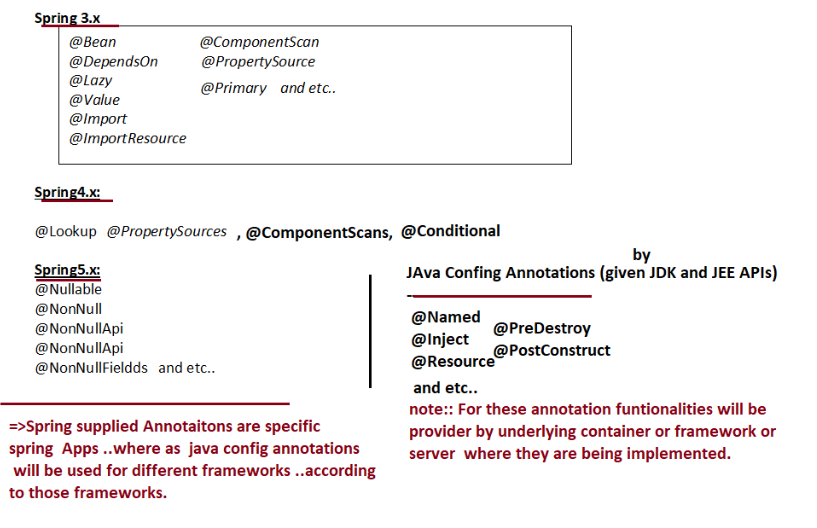 Spring 3.x
@Bean @ComponentScan
@DependsOn @PropertySource
@Lazy
@Primary and etc..
@Value
@Import
@ImportResource
Spring4.x:
@Lookup @PropertySources , @ComponentScans, @Conditional
Spring5.x:
@Nullable
@NonNull
@NonNullApi
@NonNullApi
@NonNullFieldds and etc..
by
JAva Confing Annotations (given JDK and JEE APIs)
@Named
@PreDestroy
@Inject
@PostConstruct
@Resource
and etc..
=>Spring supplied Annotaitons are specific
spring Apps ..where as java config annotations
will be used for different frameworks ..according
to those frameworks.
note:: For these annotation funtionalities will be
provider by underlying container or framework or
server where they are being implemented.